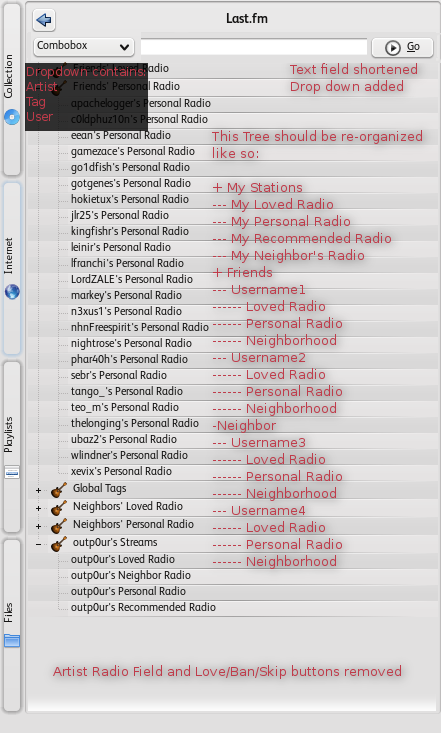 Last.fm
Combobox
Go
Friends' Loved Radio
Friends' Personal Radio
apachelogger's Personal Radio
c0ldphuz10n's Personal Radio
eean's Personal Radio
gamezace's Personal Radio
go1dfish's Personal Radio
gotgenes's Personal Radio
hokietux's Personal Radio
jlr25's Personal Radio
kingfishr's Personal Radio
leinir's Personal Radio
lfranchi's Personal Radio
LordZALE's Personal Radio
markey's Personal Radio
n3xus1's Personal Radio
nhnFreespirit's Personal Radio
nightrose's Personal Radio
phar40h's Personal Radio
sebr's Personal Radio
tango_'s Personal Radio
teo_m's Personal Radio
thelonging's Personal Radio
ubaz2's Personal Radio
wlindner's Personal Radio
xevix's Personal Radio
Global Tags
Neighbors' Loved Radio
Neighbors' Personal Radio
outp0ur's Streams
outp0ur's Loved Radio
outp0ur's Neighbor Radio
outp0ur's Personal Radio
outp0ur's Recommended Radio
Dropdown contains:
Artist
Tag
User
Text field shortened
Drop down added
This Tree should be re-organized
like so:
+ My Stations
--- My Loved Radio
--- My Personal Radio
--- My Recommended Radio
--- My Neighbor's Radio
+ Friends
--- Username1
------ Loved Radio
------ Personal Radio
------ Neighborhood
--- Username2
------ Loved Radio
------ Personal Radio
------ Neighborhood
-Neighbor
--- Username3
------ Loved Radio
------ Personal Radio
------ Neighborhood
--- Username4
------ Loved Radio
------ Personal Radio
------ Neighborhood
Artist Radio Field and Love/Ban/Skip buttons removed
Collection
Internet
Playlists
Files